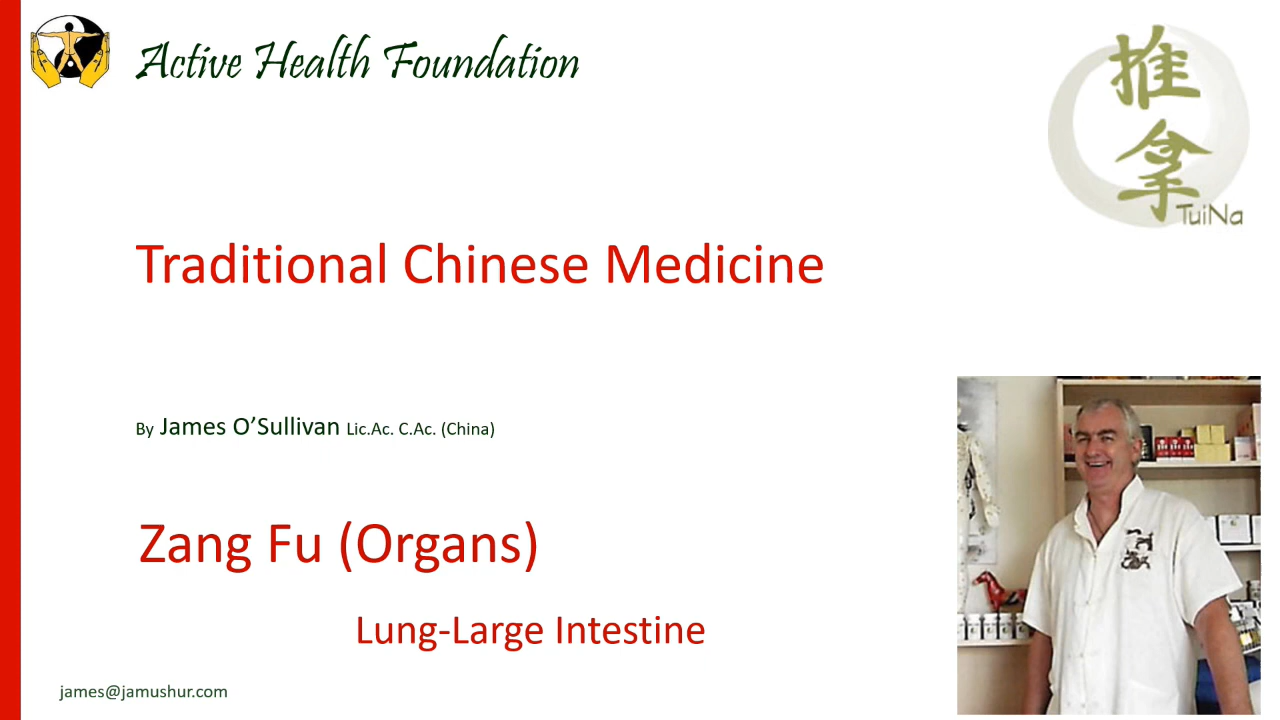 Active Health Foundation
推
拿
TuiNa
Traditional Chinese Medicine
By James O’Sullivan Lic.Ac. C.Ac. (China)
Zang Fu (Organs)
Lung-Large Intestine
james@jamushur.com